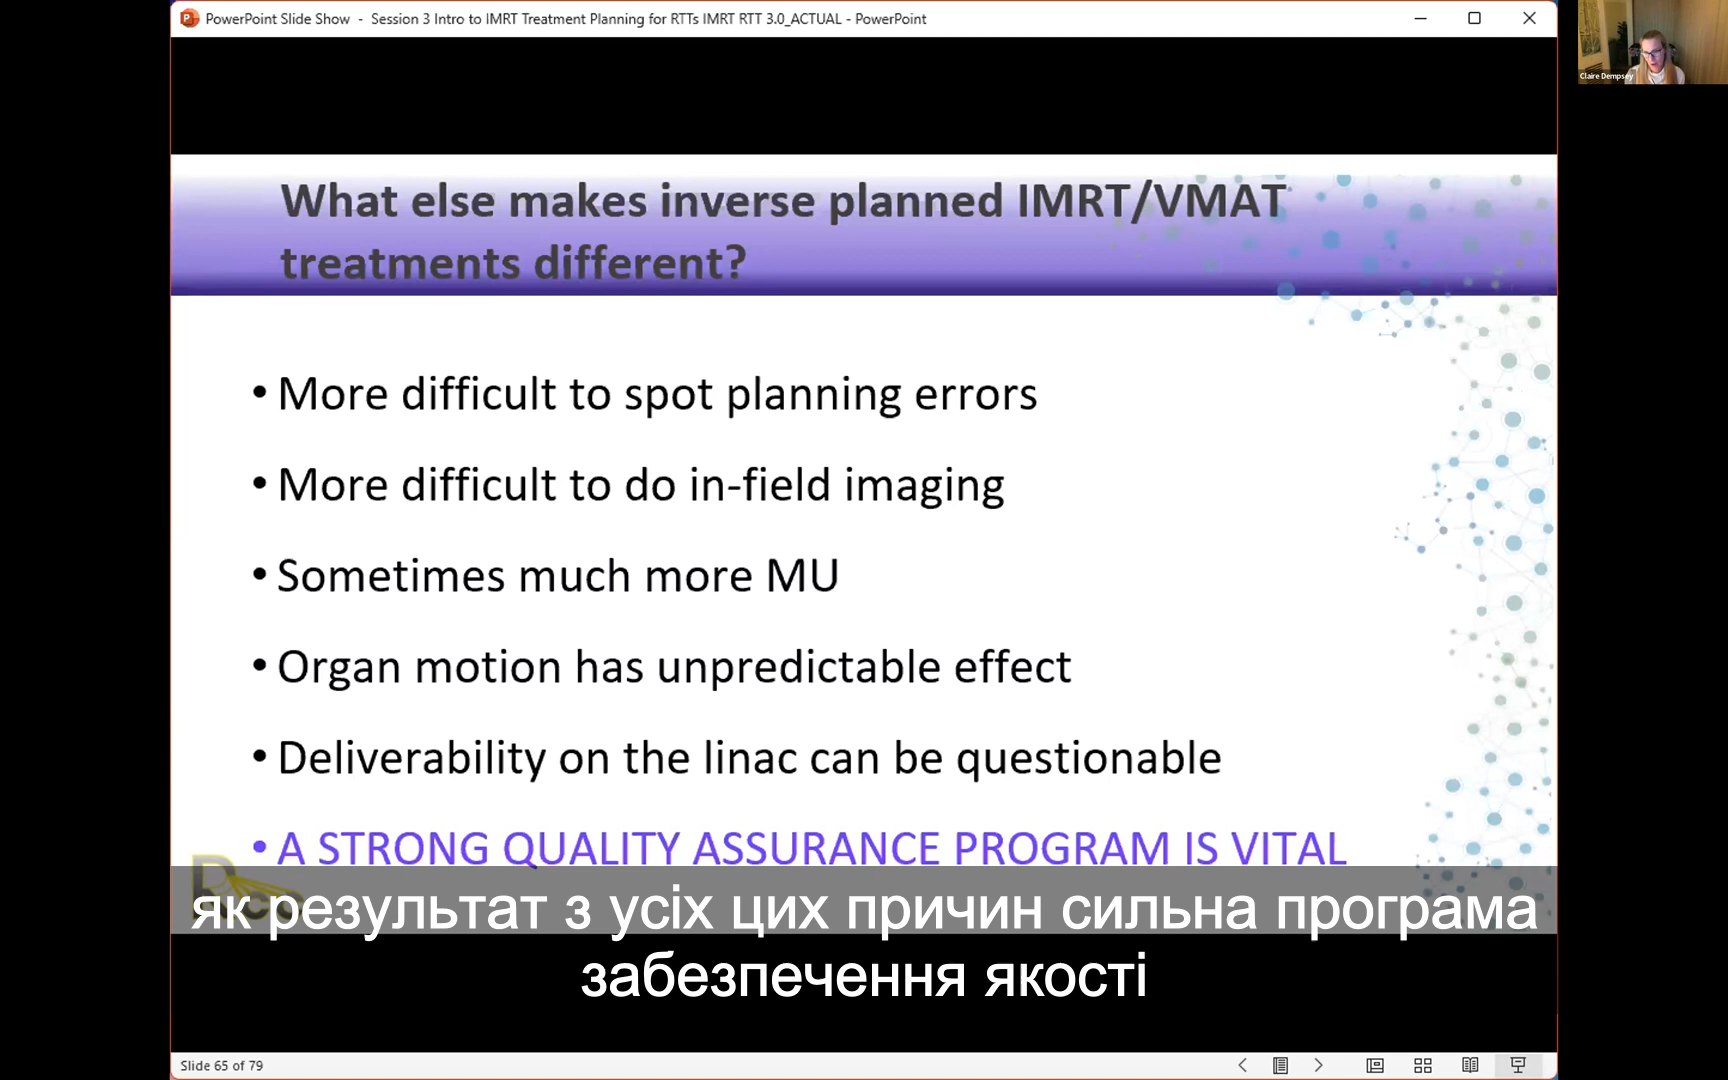 PowerPoint Slide Show - Session 3 Intro to IMRT Treatment Planning for RTTs IMRT RTT 3.0_ACTUAL - PowerPoint
Claire Dempsey
What else makes inverse planned IMRT/VMAT
treatments different?
• More difficult to spot planning errors
• More difficult to do in-field imaging
• Sometimes much more MU
• Organ motion has unpredictable effect
• Deliverability on the linac can be questionable
• A STRONG QUALITY ASSURANCE PROGRAM IS VITAL
як результат з усіх цих причин сильна програма
забезпечення якості
Slide 65 of 79